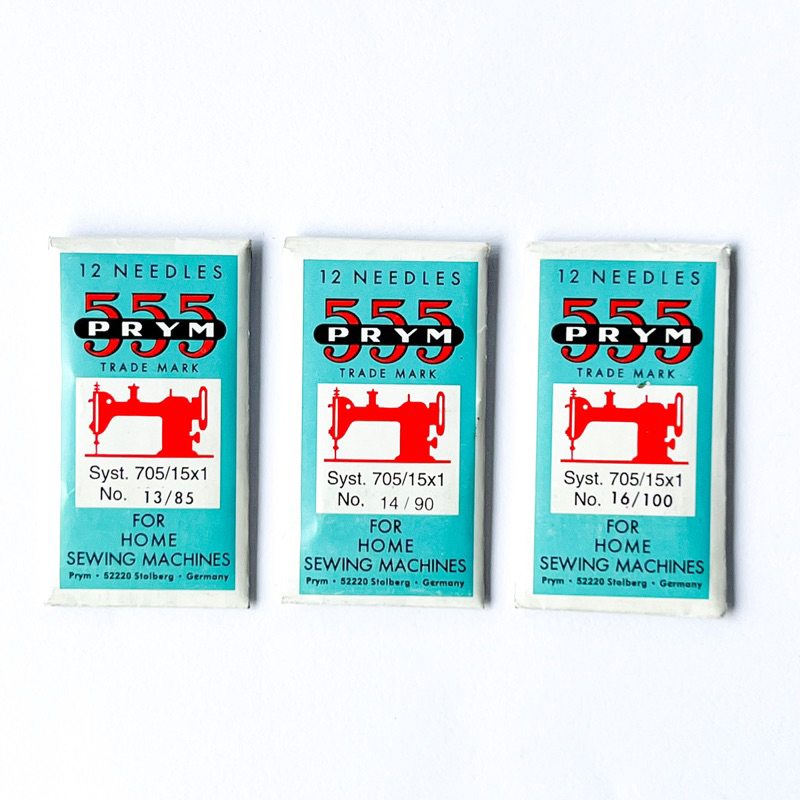 12 NEEDLES
555
PRYM
TRADE MARK
Syst. 705/15x1
No. 13/85
FOR
HOME
SEWING MACHINES
Prym • 52220 Stolberg • Germany
12 NEEDLES
555
PRYM
TRADE MARK
Syst. 705/15x1
No. 14 / 90
FOR
HOME
SEWING MACHINES
Prym • 52220 Stolberg • Germany
12 NEEDLES
555
PRYM
TRADE MARK
Syst. 705/15x1
No. 16/100
FOR
HOME
SEWING MACHINES
Prym • 52220 Stolberg • Germany